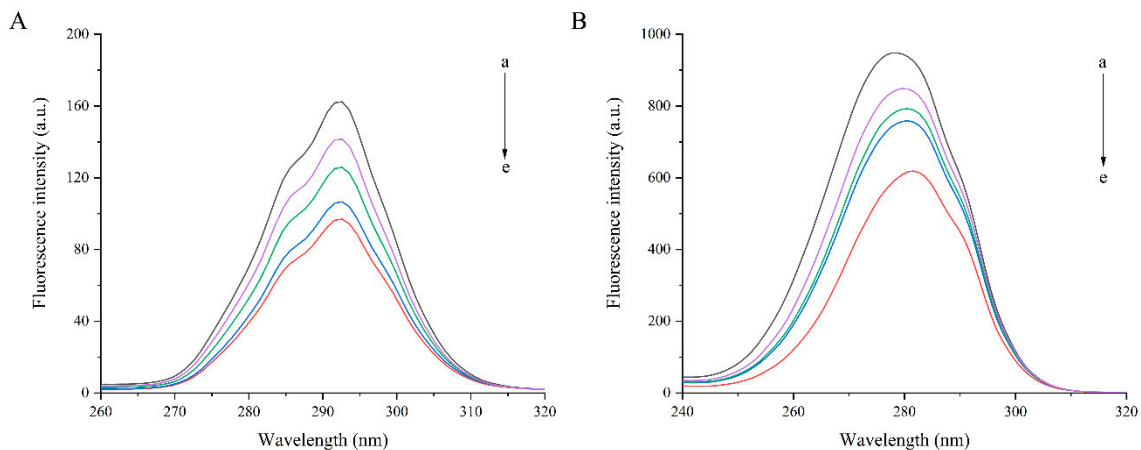 A
Fluorescence intensity (a.u.)
200
160
120
80
40
0
260
270
280
290
300
310
320
Wavelength (nm)
a
e
B
Fluorescence intensity (a.u.)
1000
800
600
400
200
0
240
260
280
300
320
Wavelength (nm)
a
e